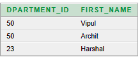 DPARTMENT_ID FIRST_NAME
50 Vipul
50 Archit
23 Harshal